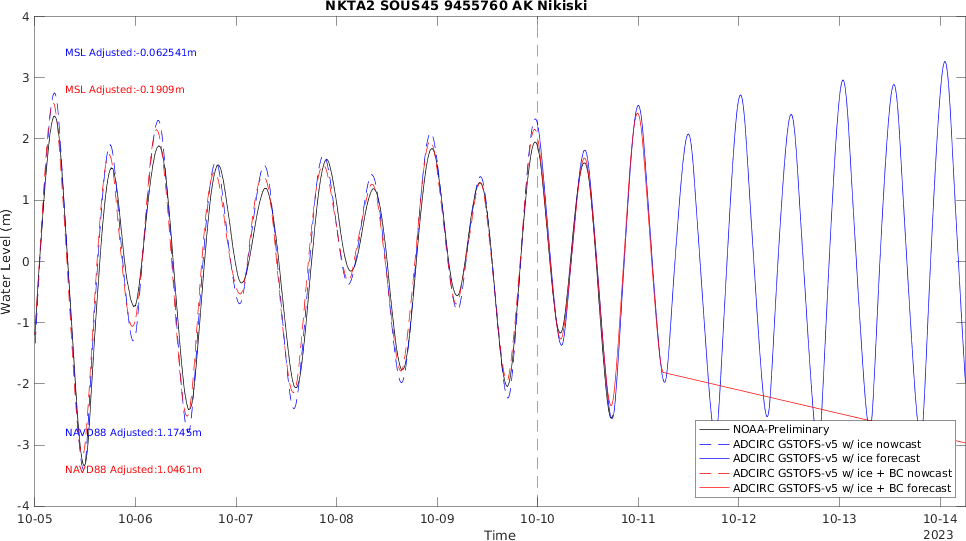 NKTA2 SOUS45 9455760 AK Nikiski
4
MSL Adjusted:-0.062541m
3
MSL Adjusted:-0.1909m
2
1
0
Water Level (m)
-1
-2
NOAA-Preliminary
NAVD88 Adjusted:1.1745m
ADCIRC GSTOFS-v5 w/ ice nowcast
-3
ADCIRC GSTOFS-v5 w/ ice forecast
NAVD88 Adjusted:1.0461m
ADCIRC GSTOFS-v5 w/ ice + BC nowcast
ADCIRC GSTOFS-v5 w/ ice + BC forecast
-4
10-05 10-06 10-07 10-08 10-09 10-10 10-11 10-12 10-13 10-14
Time
2023